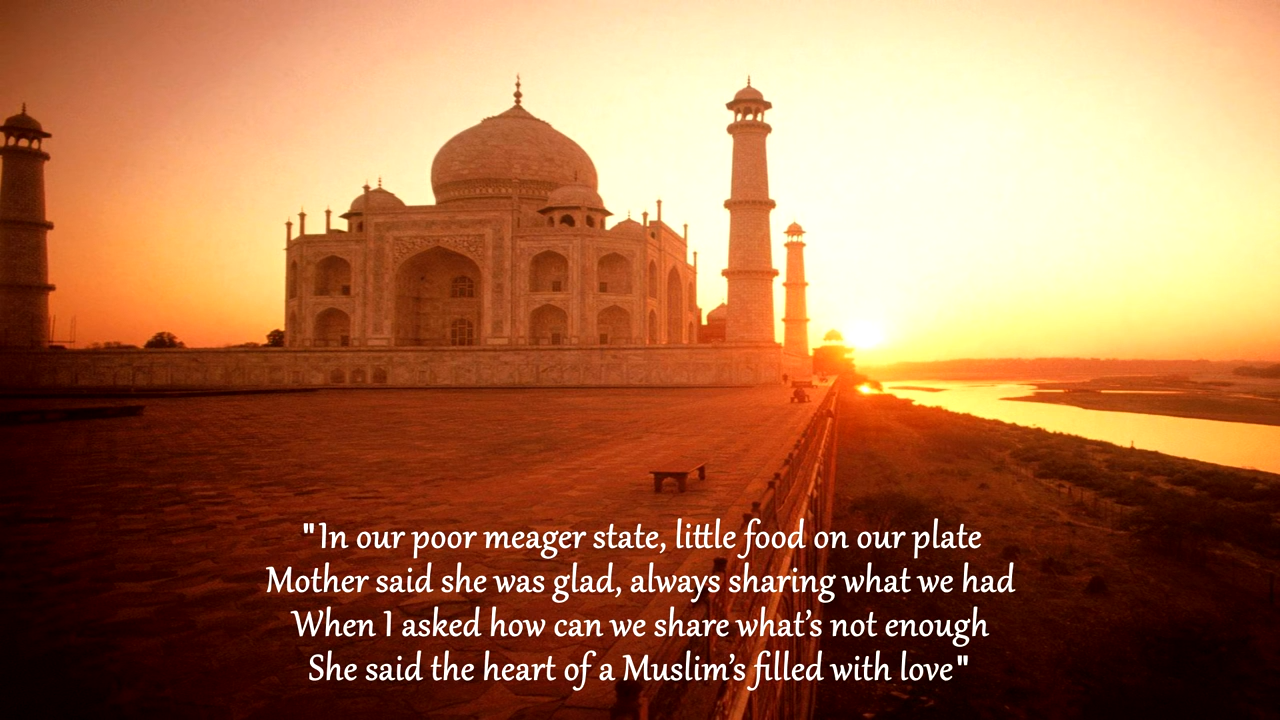 "In our poor meager state, little food on our plate
Mother said she was glad, always sharing what we had
When I asked how can we share what's not enough
She said the heart of a Muslim's filled with love"